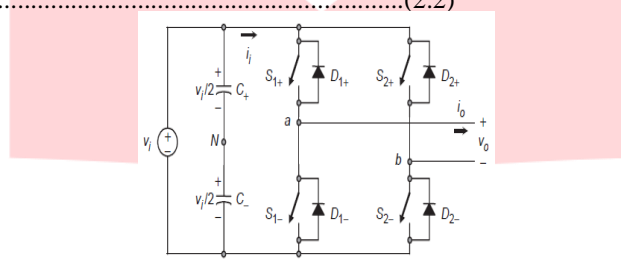 ............................................................(2.2)
i_i
+
S_1+
D_1+
S_2+
D_2+
v_i/2
C_+
−
i_o
a
+
v_i
+
−
N
v_o
b
−
+
v_i/2
C_−
−
S_1−
D_1−
S_2−
D_2−